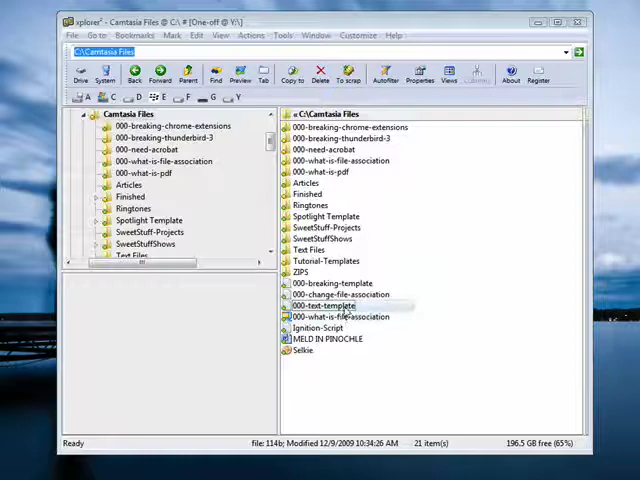 xplorer² - Camtasia Files @ C:\ # [One-off @ Y:\]
File Go to Bookmarks Mark Edit View Actions Tools Window Customize Help
C:\Camtasia Files
Drive System Back Forward Parent Find Preview Tab Copy to Delete To scrap Autofilter Properties Views Columns About Register
A C D E F G Y
Camtasia Files
000-breaking-chrome-extensions
000-breaking-thunderbird-3
000-need-acrobat
000-what-is-file-association
000-what-is-pdf
Articles
Finished
Ringtones
Spotlight Template
SweetStuff-Projects
SweetStuffShows
Text Files
« C:\Camtasia Files
000-breaking-chrome-extensions
000-breaking-thunderbird-3
000-need-acrobat
000-what-is-file-association
000-what-is-pdf
Articles
Finished
Ringtones
Spotlight Template
SweetStuff-Projects
SweetStuffShows
Text Files
Tutorial-Templates
ZIPS
000-breaking-template
000-change-file-association
000-text-template
000-what-is-file-association
Ignition-Script
MELD IN PINOCHLE
Selkie
Ready file: 114b; Modified 12/9/2009 10:34:26 AM 21 item(s) 196.5 GB free (65%)